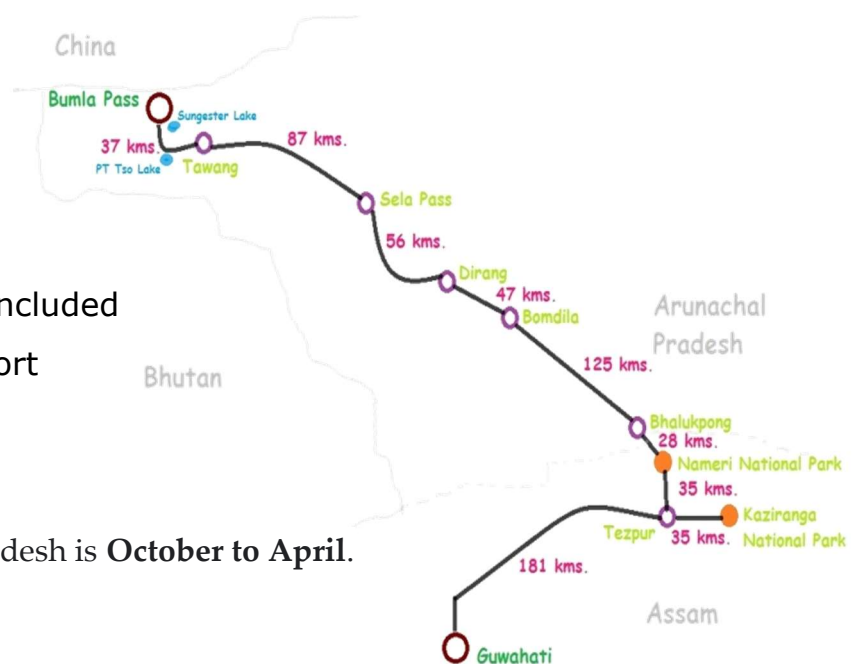 China
Bumla Pass
Sungester Lake
37 kms.
87 kms.
PT Tso Lake
Tawang
Sela Pass
56 kms.
Dirang
47 kms.
ncluded
Bomdila
Arunachal
Pradesh
ort
Bhutan
125 kms.
Bhalukpong
28 kms.
Nameri National Park
35 kms.
Kaziranga
National Park
Tezpur
35 kms.
desh is October to April.
181 kms.
Assam
Guwahati